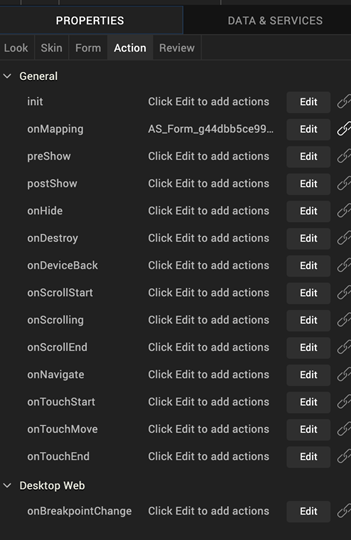 PROPERTIES DATA & SERVICES
Look Skin Form Action Review
General
init Click Edit to add actions Edit
onMapping AS_Form_g44dbb5ce99... Edit
preShow Click Edit to add actions Edit
postShow Click Edit to add actions Edit
onHide Click Edit to add actions Edit
onDestroy Click Edit to add actions Edit
onDeviceBack Click Edit to add actions Edit
onScrollStart Click Edit to add actions Edit
onScrolling Click Edit to add actions Edit
onScrollEnd Click Edit to add actions Edit
onNavigate Click Edit to add actions Edit
onTouchStart Click Edit to add actions Edit
onTouchMove Click Edit to add actions Edit
onTouchEnd Click Edit to add actions Edit
Desktop Web
onBreakpointChange Click Edit to add actions Edit